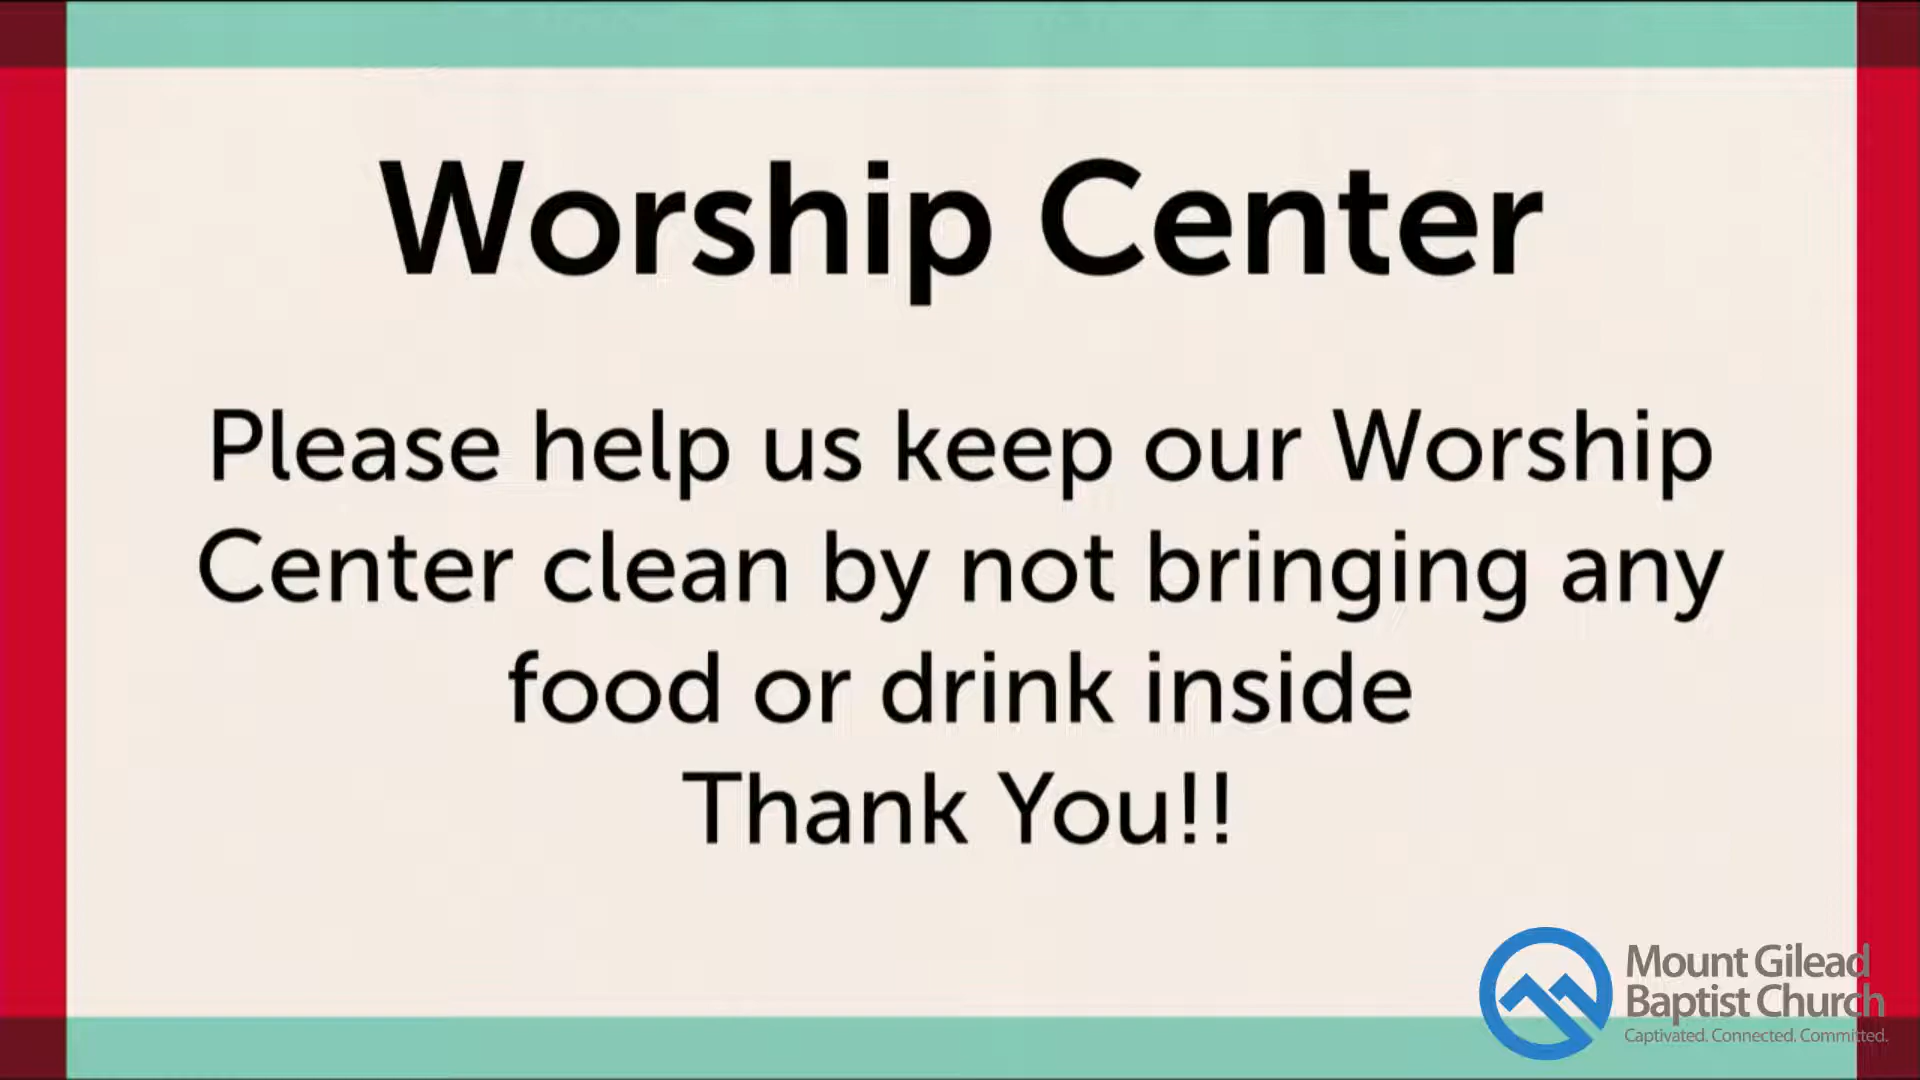 Worship Center
Please help us keep our Worship
Center clean by not bringing any
food or drink inside
Thank You!!
Mount Gilead
Baptist Church
Captivated. Connected. Committed.